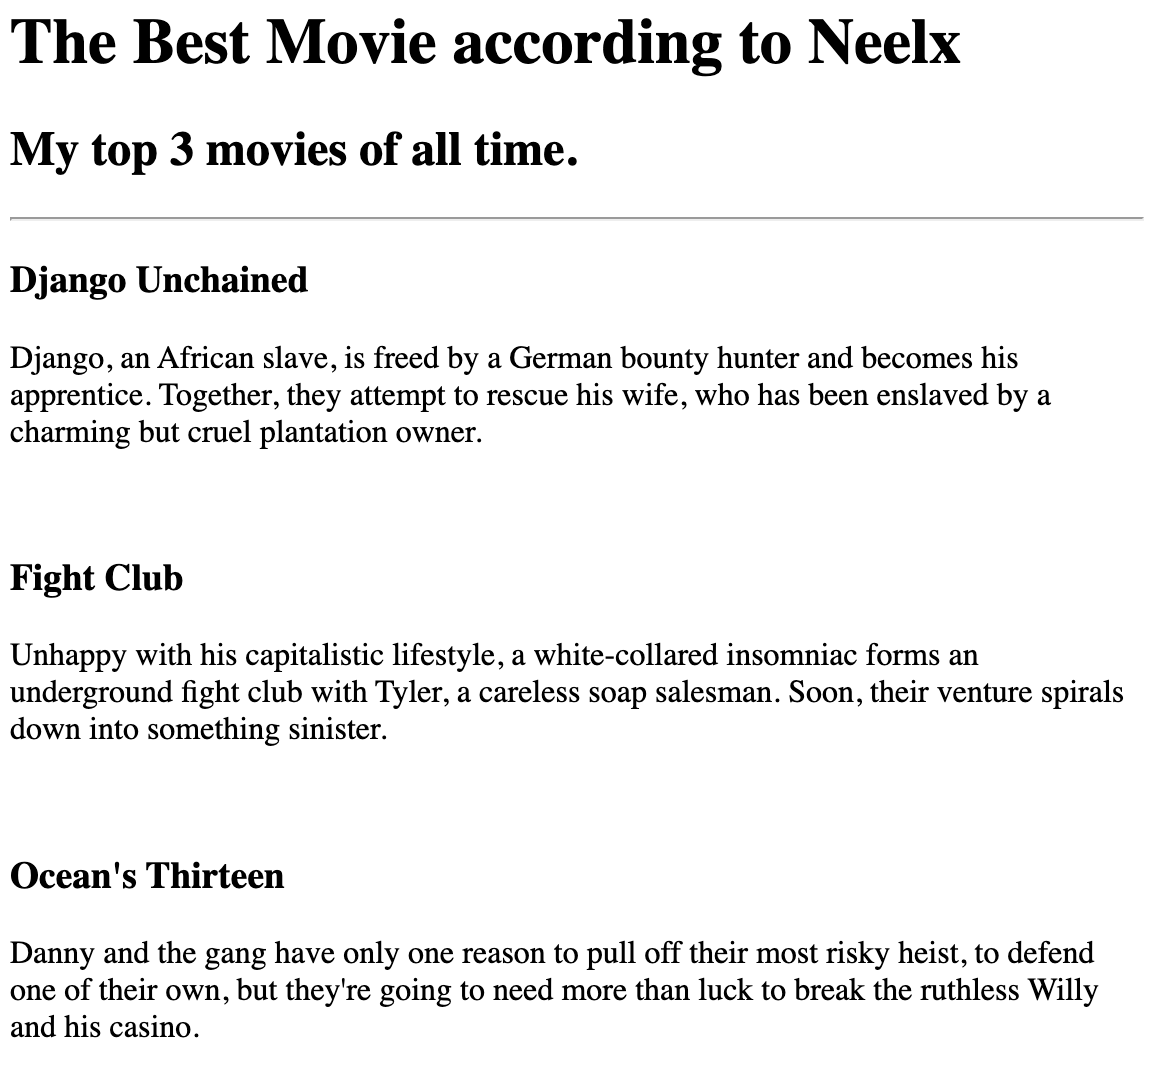 The Best Movie according to Neelx
My top 3 movies of all time.
Django Unchained
Django, an African slave, is freed by a German bounty hunter and becomes his
apprentice. Together, they attempt to rescue his wife, who has been enslaved by a
charming but cruel plantation owner.
Fight Club
Unhappy with his capitalistic lifestyle, a white-collared insomniac forms an
underground fight club with Tyler, a careless soap salesman. Soon, their venture spirals
down into something sinister.
Ocean's Thirteen
Danny and the gang have only one reason to pull off their most risky heist, to defend
one of their own, but they're going to need more than luck to break the ruthless Willy
and his casino.